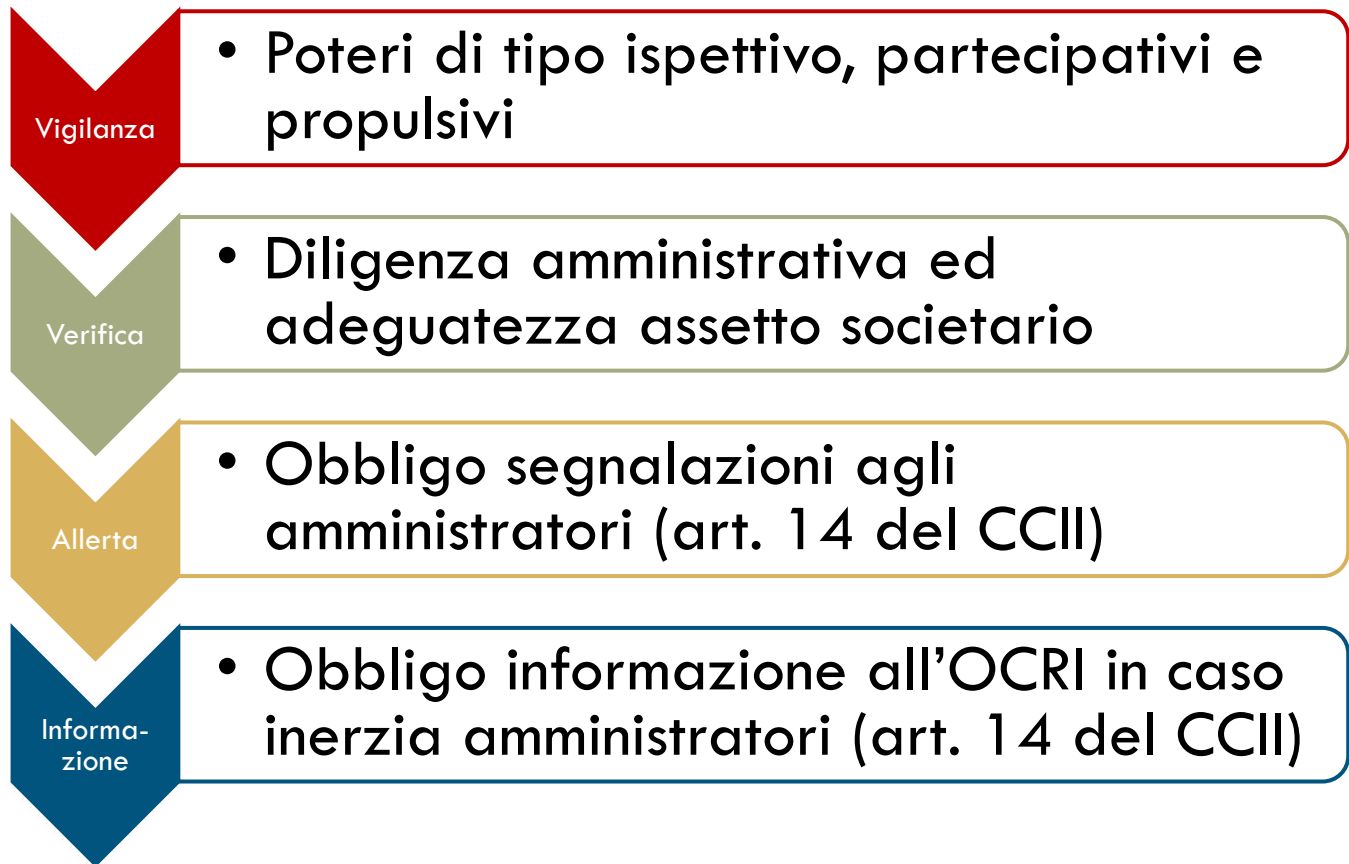 Vigilanza
• Poteri di tipo ispettivo, partecipativi e
propulsivi
Verifica
• Diligenza amministrativa ed
adeguatezza assetto societario
Allerta
• Obbligo segnalazioni agli
amministratori (art. 14 del CCII)
Informa-
zione
• Obbligo informazione all’OCRI in caso
inerzia amministratori (art. 14 del CCII)